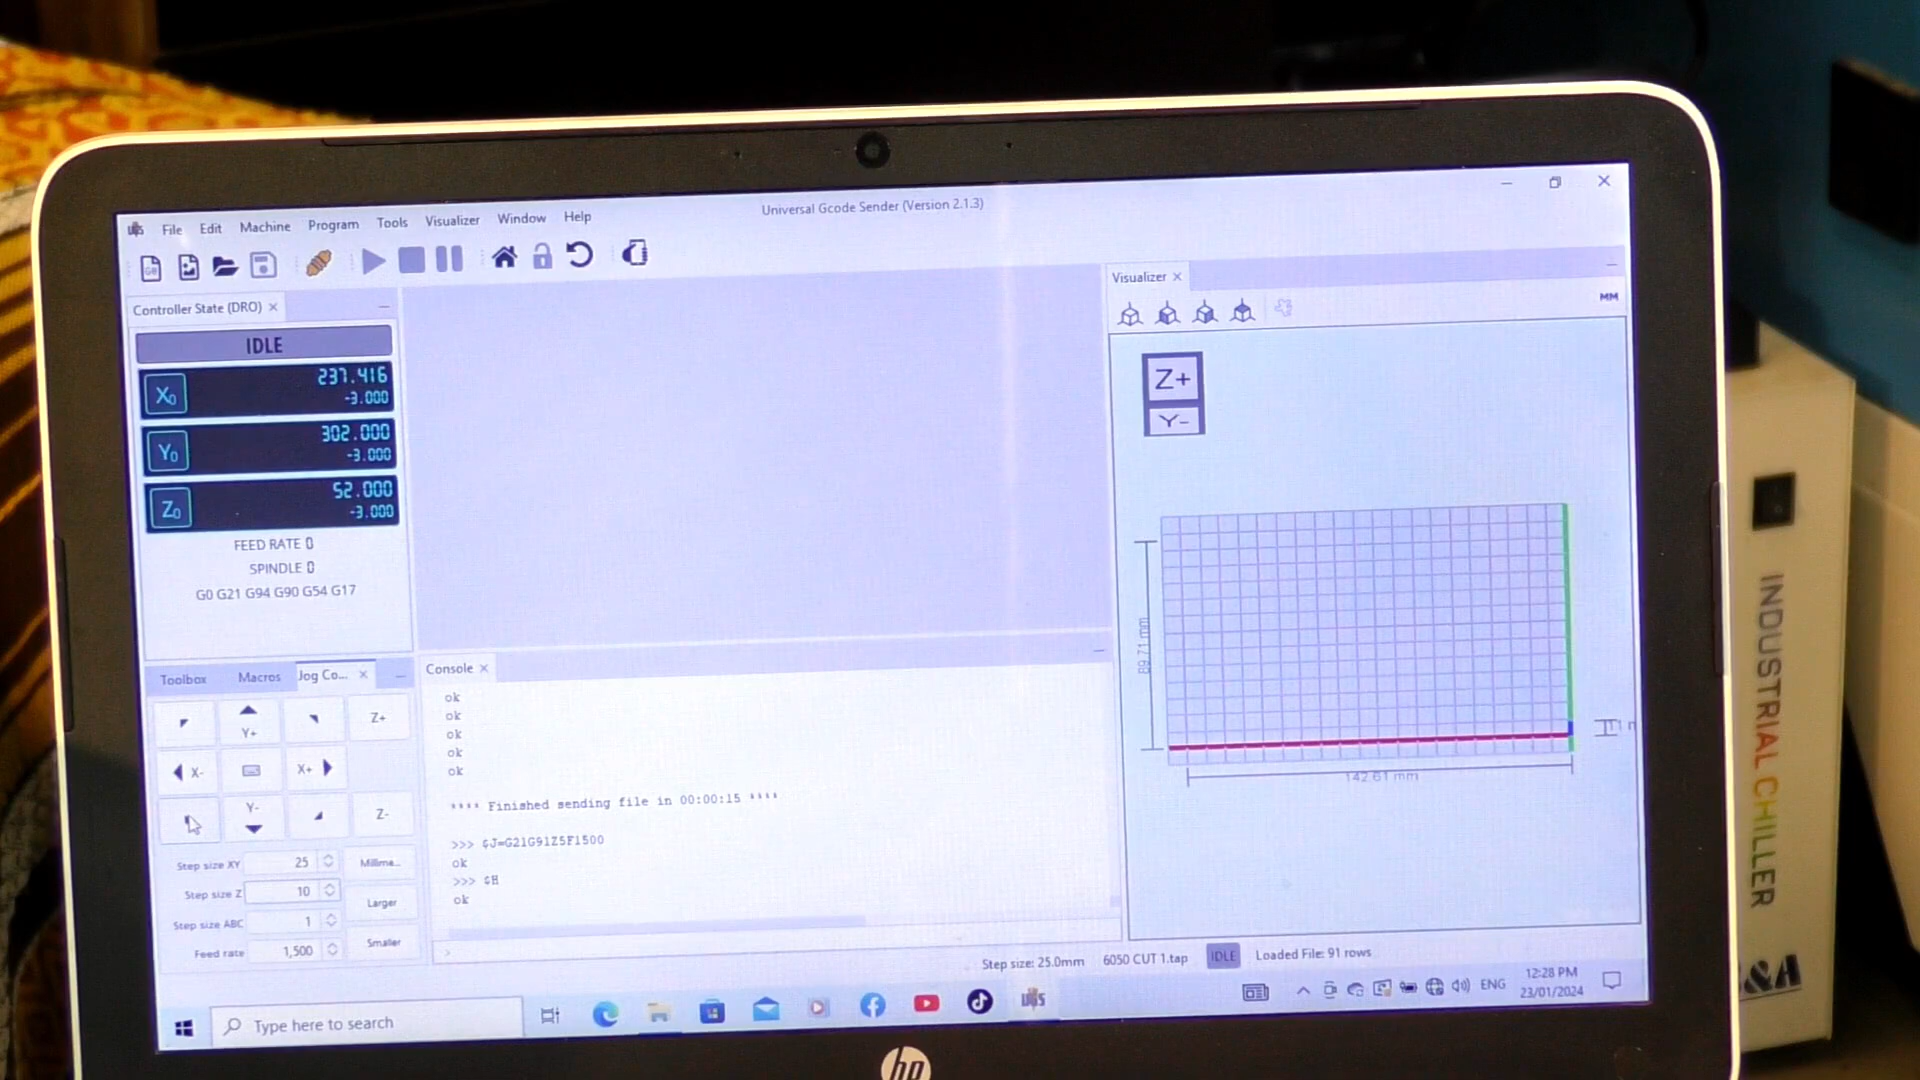 Universal Gcode Sender (Version 2.1.3)
File Edit Machine Program Tools Visualizer Window Help
Controller State (DRO)
IDLE
X0 237.416
-3.000
Y0 302.000
-3.000
Z0 52.000
-3.000
FEED RATE 0
SPINDLE 0
G0 G21 G94 G90 G54 G17
Toolbox Macros Jog Co...
Y+
Z+
X-
X+
Y-
Z-
Step size XY 25 Millime...
Step size Z 10
Larger
Step size ABC 1
Feed rate 1,500 Smaller
Console
ok
ok
ok
ok
ok
**** Finished sending file in 00:00:15 ****
>>> $J=G21G91Z5F1500
ok
>>> $H
ok
>
Visualizer
MM
Z+
Y-
89.71 mm
142.61 mm
Step size: 25.0mm 6050 CUT 1.tap IDLE Loaded File: 91 rows
Type here to search
UGS
ENG
12:28 PM
23/01/2024
hp
INDUSTRIAL CHILLER
&A